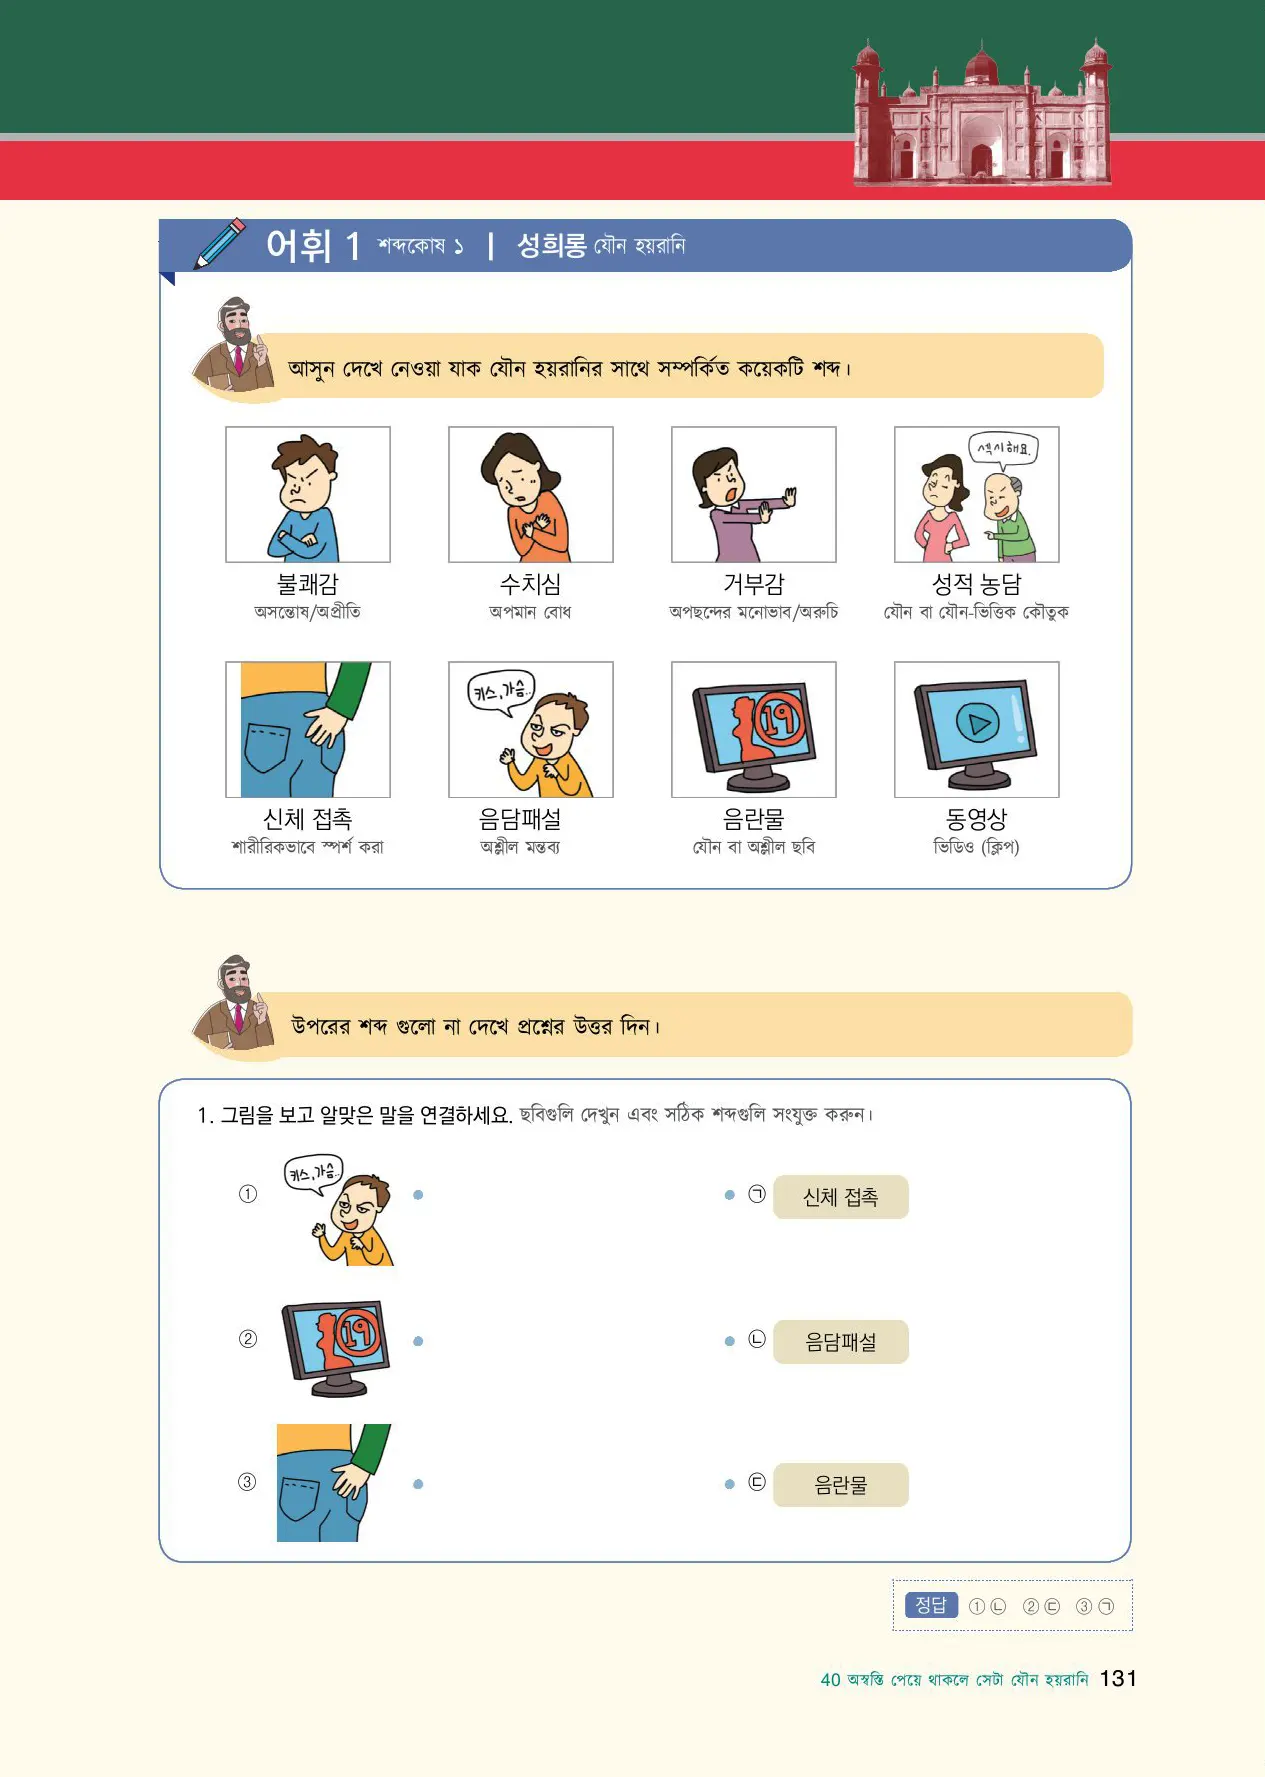 어휘 1 শব্দকোষ ১ | 성희롱 যৌন হয়রানি
আসুন দেখে নেওয়া যাক যৌন হয়রানির সাথে সম্পর্কিত কয়েকটি শব্দ।
섹시해요.
불쾌감 수치심 거부감 성적 농담
অসন্তোষ/অপ্রীতি অপমান বোধ অপছন্দের মনোভাব/অরুচি যৌন বা যৌন-ভিত্তিক কৌতুক
키스, 가슴..
19
신체 접촉 음담패설 음란물 동영상
শারীরিকভাবে স্পর্শ করা অশ্লীল মন্তব্য যৌন বা অশ্লীল ছবি ভিডিও (ক্লিপ)
উপরের শব্দ গুলো না দেখে প্রশ্নের উত্তর দিন।
1. 그림을 보고 알맞은 말을 연결하세요. ছবিগুলি দেখুন এবং সঠিক শব্দগুলি সংযুক্ত করুন।
키스, 가슴..
① • • ㉠ 신체 접촉
19
② • • ㉡ 음담패설
③ • • ㉢ 음란물
정답 ①㉡ ②㉢ ③㉠
40 অস্বস্তি পেয়ে থাকলে সেটা যৌন হয়রানি 131